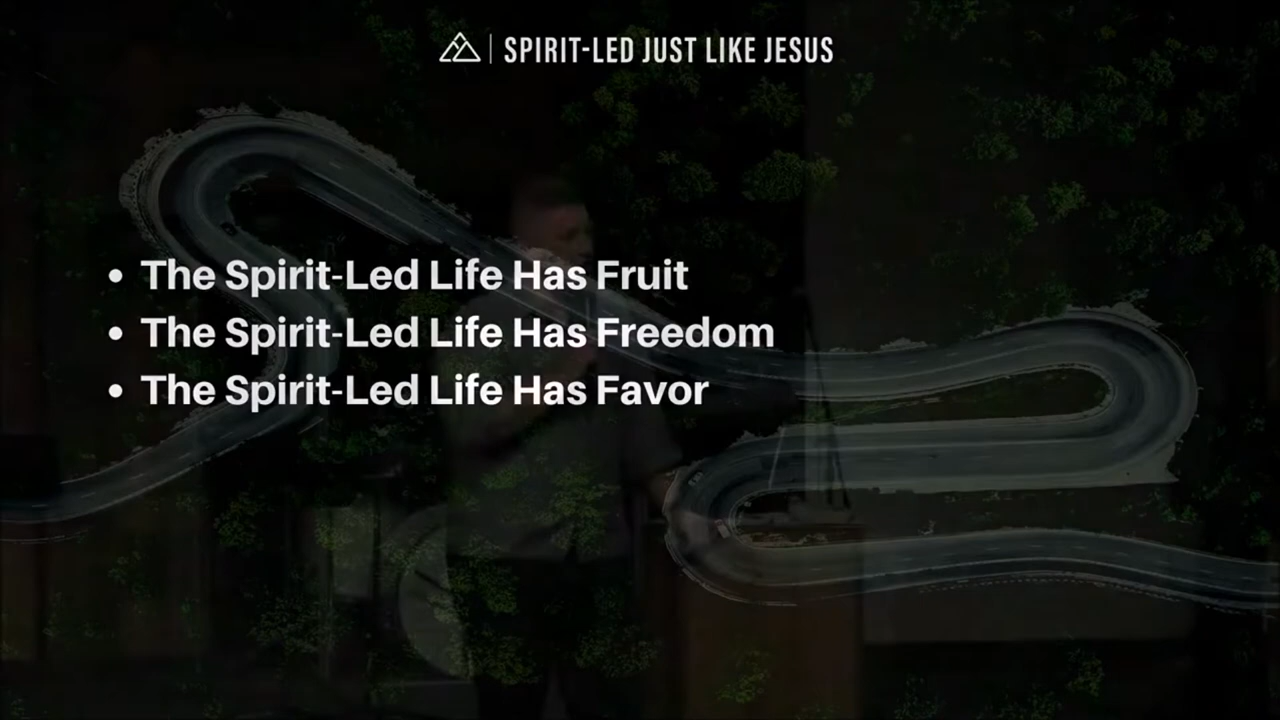 SPIRIT-LED JUST LIKE JESUS
• The Spirit-Led Life Has Fruit
• The Spirit-Led Life Has Freedom
• The Spirit-Led Life Has Favor